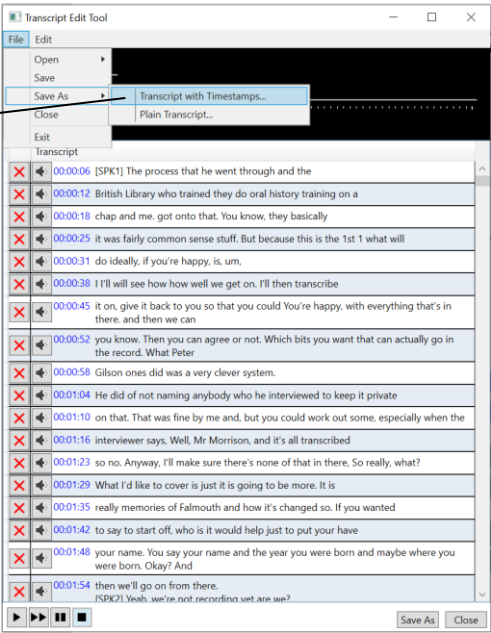 Transcript Edit Tool
File Edit
Open
Save
Save As
Transcript with Timestamps...
Close
Plain Transcript...
Exit
Transcript
00:00:06 [SPK1] The process that he went through and the
00:00:12 British Library who trained they do oral history training on a
00:00:18 chap and me. got onto that. You know, they basically
00:00:25 it was fairly common sense stuff. But because this is the 1st 1 what will
00:00:31 do ideally, if you're happy, is, um,
00:00:38 I I'll will see how how well we get on. I'll then transcribe
00:00:45 it on, give it back to you so that you could You're happy, with everything that's in
there. and then we can
00:00:52 you know. Then you can agree or not. Which bits you want that can actually go in
the record. What Peter
00:00:58 Gilson ones did was a very clever system.
00:01:04 He did of not naming anybody who he interviewed to keep it private
00:01:10 on that. That was fine by me and, but you could work out some, especially when the
00:01:16 interviewer says, Well, Mr Morrison, and it's all transcribed
00:01:23 so no. Anyway, I'll make sure there's none of that in there, So really, what?
00:01:29 What I'd like to cover is just it is going to be more. It is
00:01:35 really memories of Falmouth and how it's changed so. If you wanted
00:01:42 to say to start off, who is it would help just to put your have
00:01:48 your name. You say your name and the year you were born and maybe where you
were born. Okay? And
00:01:54 then we'll go on from there.
[SPK2] Yeah, we're not recording yet are we?
Save As Close